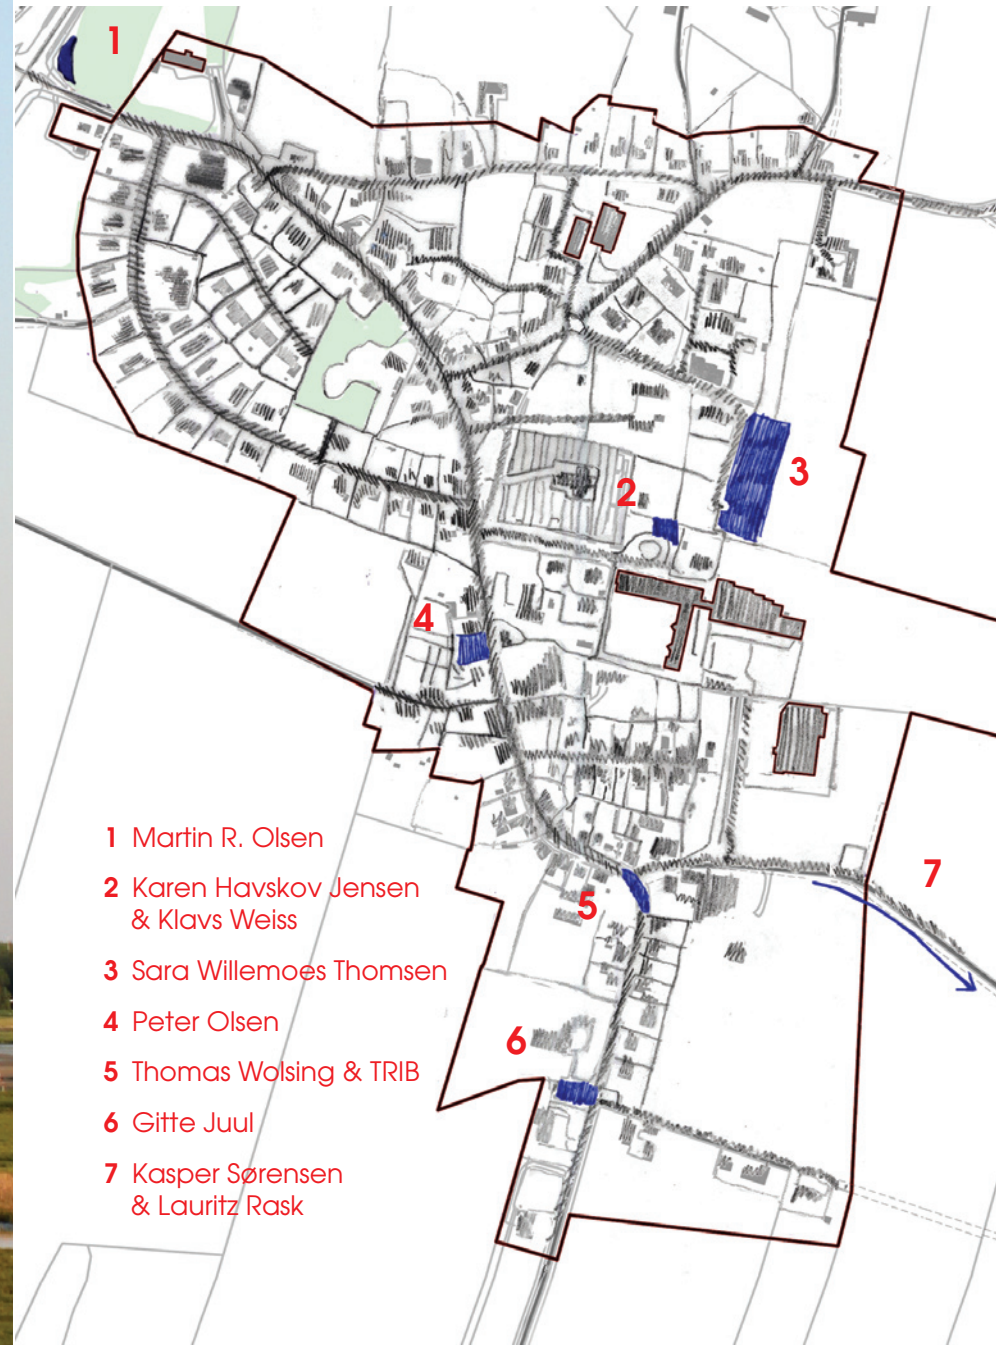 1
3
2
4
7
5
6
1 Martin R. Olsen
2 Karen Havskov Jensen
& Klavs Weiss
3 Sara Willemoes Thomsen
4 Peter Olsen
5 Thomas Wolsing & TRIB
6 Gitte Juul
7 Kasper Sørensen
& Lauritz Rask